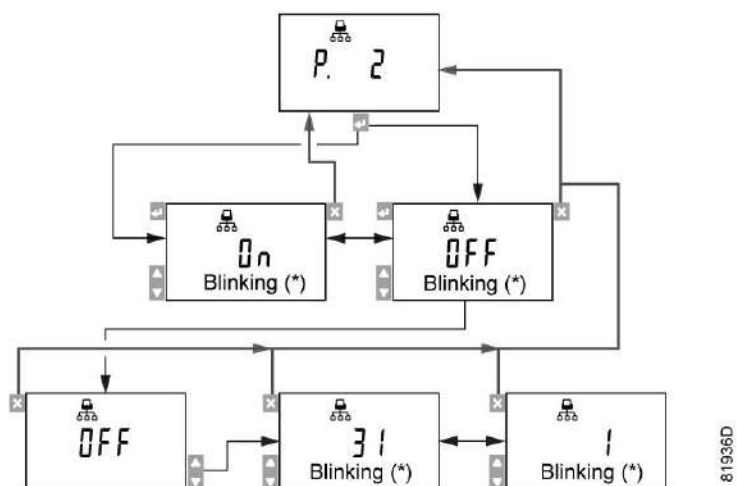 P. 2
On
Blinking (*)
OFF
Blinking (*)
OFF
31
Blinking (*)
1
Blinking (*)
81936D